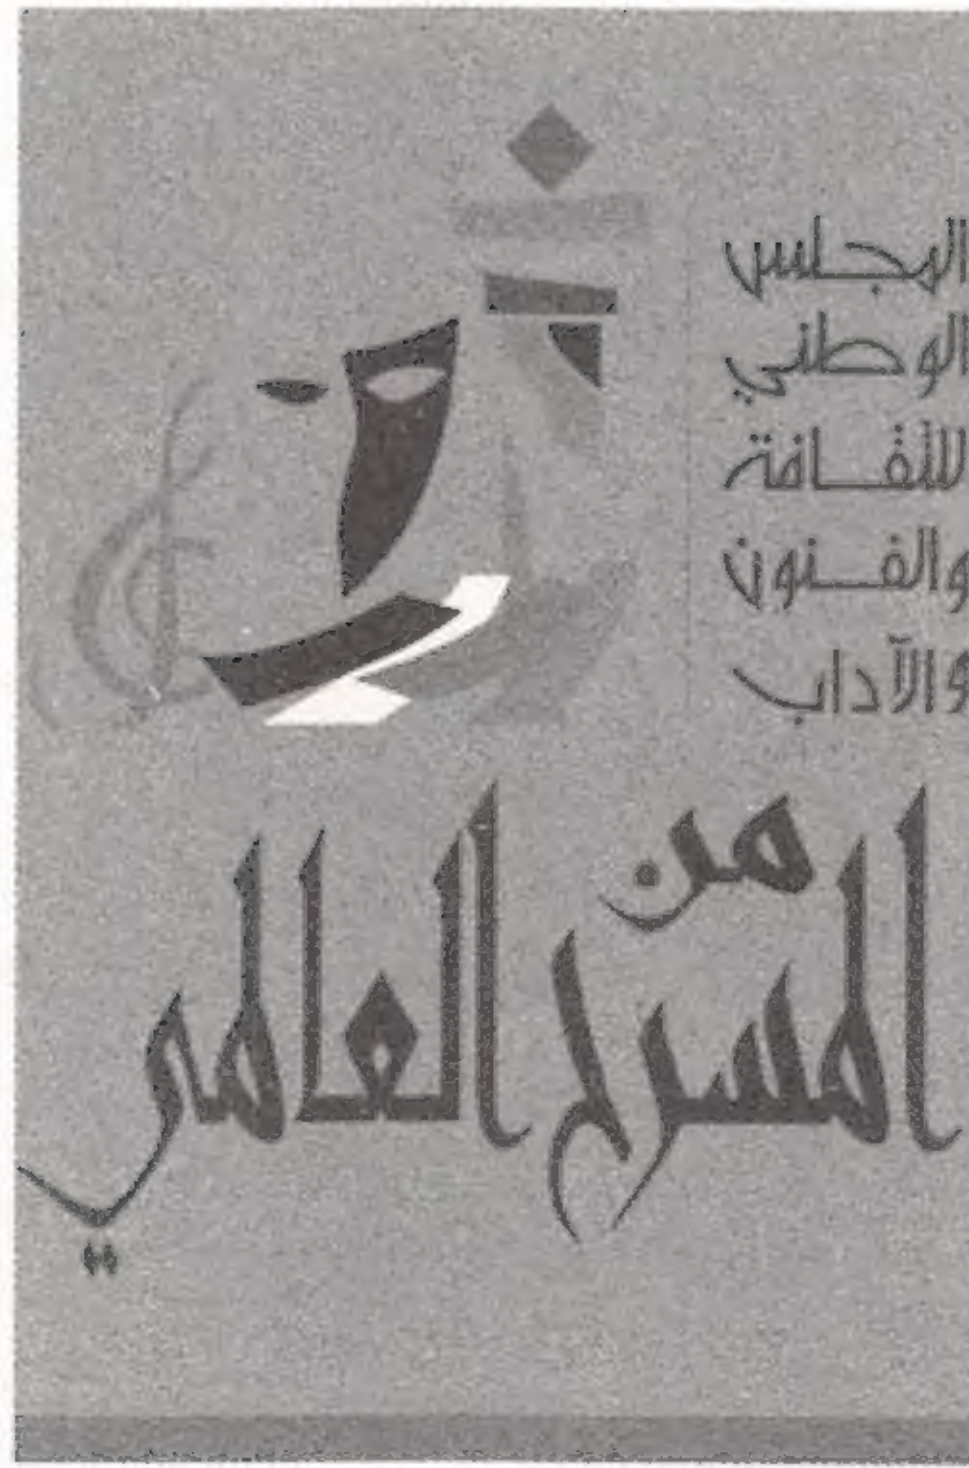 المجلس
الوطني
للثقافة
والفنون
والآداب
من
المسرح العالمي